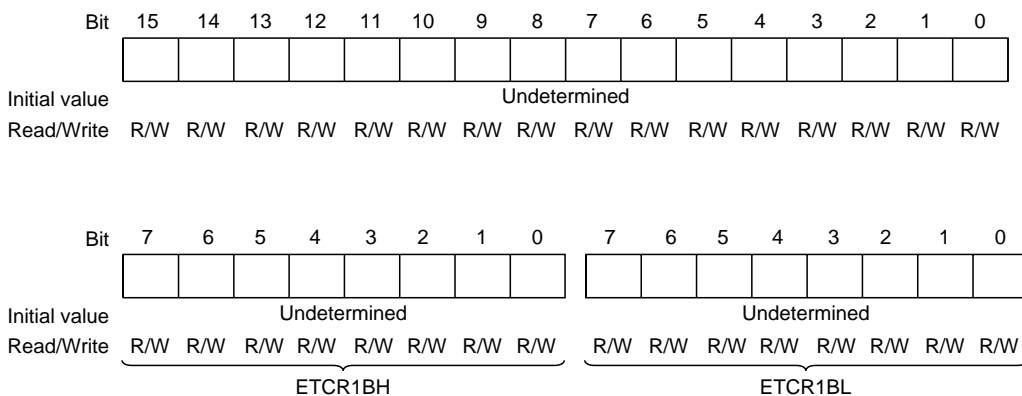 Bit 15 14 13 12 11 10 9 8 7 6 5 4 3 2 1 0
Initial value Undetermined
Read/Write R/W R/W R/W R/W R/W R/W R/W R/W R/W R/W R/W R/W R/W R/W R/W R/W
Bit 7 6 5 4 3 2 1 0 7 6 5 4 3 2 1 0
Initial value Undetermined Undetermined
Read/Write R/W R/W R/W R/W R/W R/W R/W R/W R/W R/W R/W R/W R/W R/W R/W R/W
ETCR1BH ETCR1BL